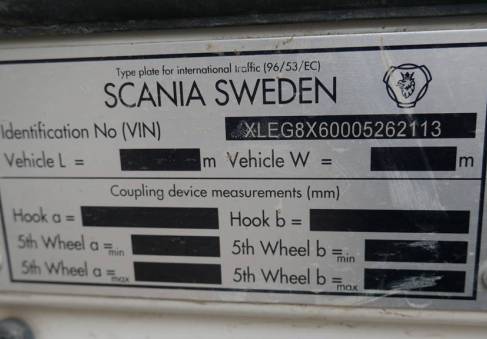 Type plate for international traffic (96/53/EC)
SCANIA SWEDEN
Identification No (VIN) XLEG8X60005262113
Vehicle L = m Vehicle W = m
Coupling device measurements (mm)
Hook a = Hook b =
5th Wheel a = min 5th Wheel b = min
5th Wheel a = max 5th Wheel b = max